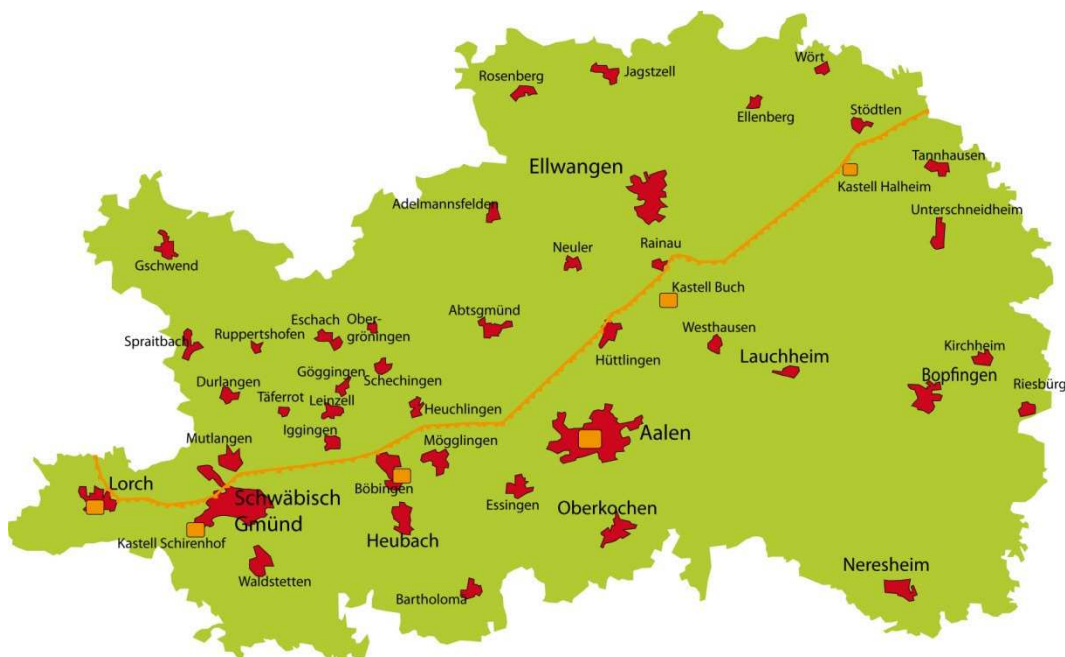 Wört
Rosenberg
Jagstzell
Ellenberg
Stödtlen
Tannhausen
Ellwangen
Kastell Halheim
Adelmannsfelden
Unterschneidheim
Neuler
Rainau
Gschwend
Kastell Buch
Abtsgmünd
Eschach
Ober-
gröningen
Ruppertshofen
Spraitbach
Westhausen
Kirchheim
Hüttlingen
Lauchheim
Göggingen
Schechingen
Bopfingen
Durlangen
Riesbürg
Täferrot
Leinzell
Heuchlingen
Iggingen
Aalen
Mutlangen
Mögglingen
Lorch
Böbingen
Schwäbisch
Gmünd
Essingen
Oberkochen
Kastell Schirenhof
Heubach
Waldstetten
Neresheim
Bartholomä